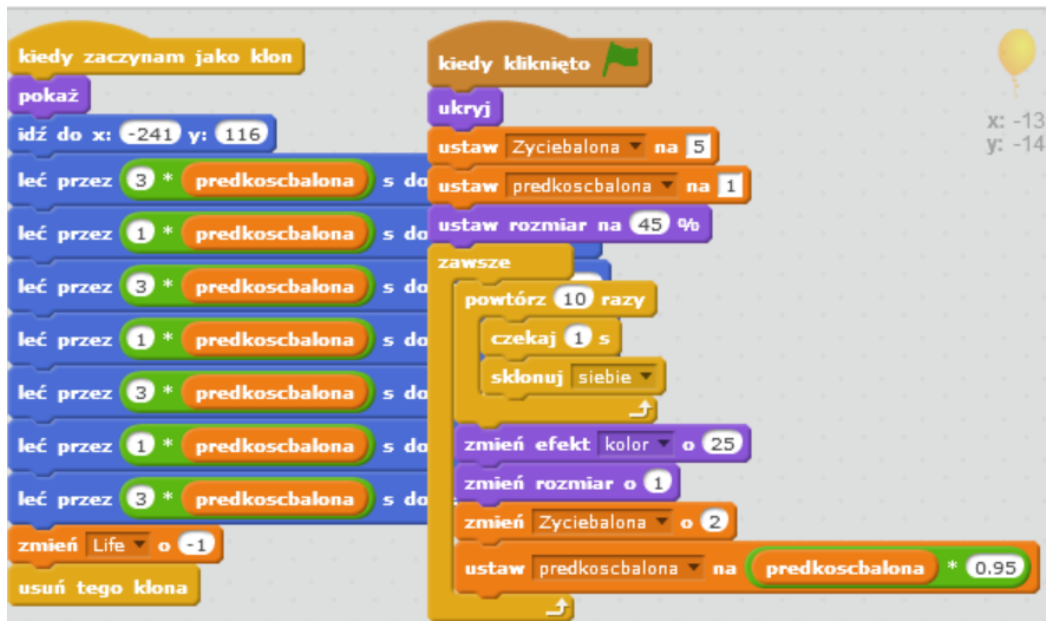 kiedy zaczynam jako klon
pokaż
idź do x: -241 y: 116
leć przez 3 * predkoscbalona s do
leć przez 1 * predkoscbalona s do
leć przez 3 * predkoscbalona s do
leć przez 1 * predkoscbalona s do
leć przez 3 * predkoscbalona s do
leć przez 1 * predkoscbalona s do
leć przez 3 * predkoscbalona s do
zmień Life o -1
usuń tego klona
kiedy kliknięto
ukryj
ustaw Zyciebalona na 5
ustaw predkoscbalona na 1
ustaw rozmiar na 45 %
zawsze
powtórz 10 razy
czekaj 1 s
sklonuj siebie
zmień efekt kolor o 25
zmień rozmiar o 1
zmień Zyciebalona o 2
ustaw predkoscbalona na predkoscbalona * 0.95
x: -13
y: -14